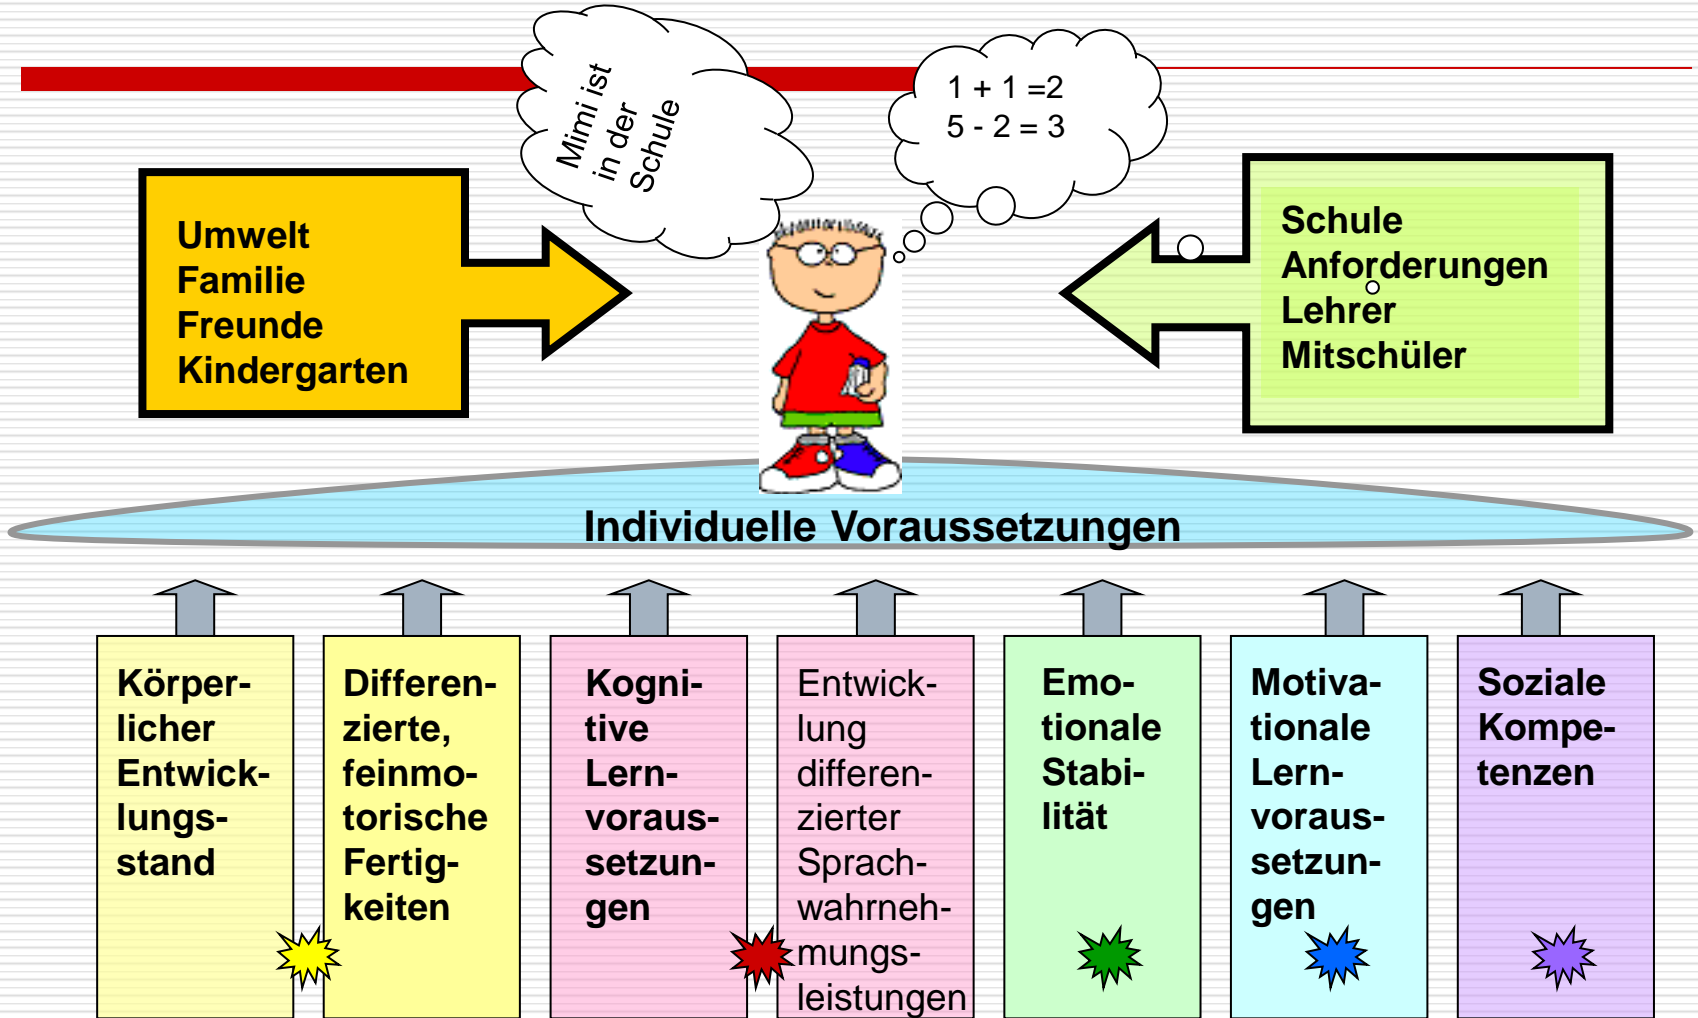 Mimi ist
in der
Schule
1 + 1 =2
5 - 2 = 3
Umwelt
Familie
Freunde
Kindergarten
Schule
Anforderungen
Lehrer
Mitschüler
Individuelle Voraussetzungen
Körper-
licher
Entwick-
lungs-
stand
Differen-
zierte,
feinmo-
torische
Fertig-
keiten
Kogni-
tive
Lern-
voraus-
setzun-
gen
Entwick-
lung
differen-
zierter
Sprach-
wahrneh-
mungs-
leistungen
Emo-
tionale
Stabi-
lität
Motiva-
tionale
Lern-
voraus-
setzun-
gen
Soziale
Kompe-
tenzen